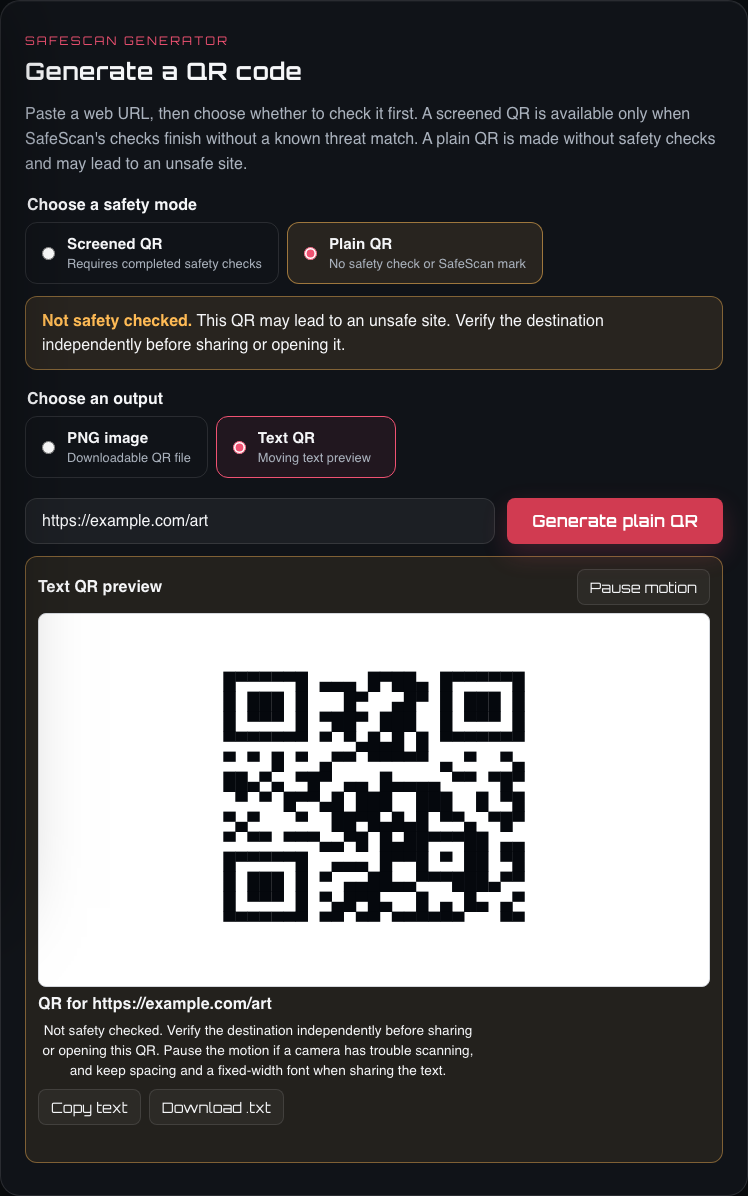 SAFESCAN GENERATOR
Generate a QR code
Paste a web URL, then choose whether to check it first. A screened QR is available only when
SafeScan's checks finish without a known threat match. A plain QR is made without safety checks
and may lead to an unsafe site.
Choose a safety mode
Screened QR
Requires completed safety checks
Plain QR
No safety check or SafeScan mark
Not safety checked. This QR may lead to an unsafe site. Verify the destination
independently before sharing or opening it.
Choose an output
PNG image
Downloadable QR file
Text QR
Moving text preview
https://example.com/art
Generate plain QR
Text QR preview
Pause motion
QR for https://example.com/art
Not safety checked. Verify the destination independently before sharing
or opening this QR. Pause the motion if a camera has trouble scanning,
and keep spacing and a fixed-width font when sharing the text.
Copy text
Download .txt